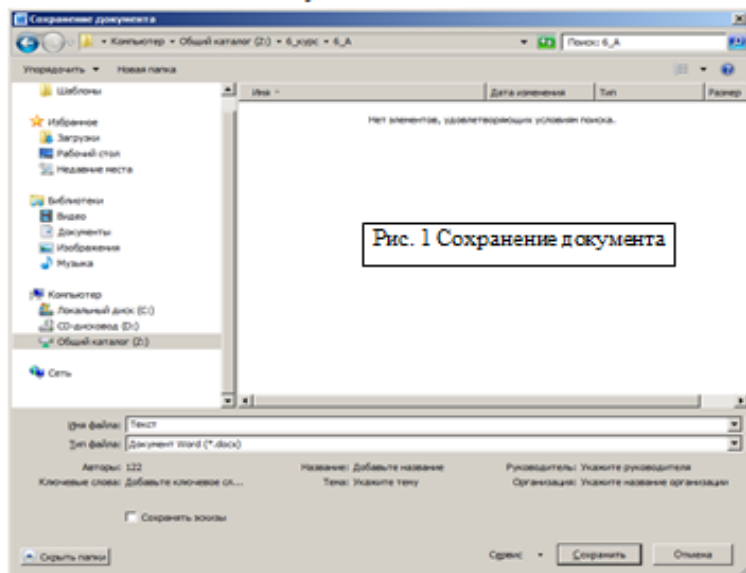 Сохранение документа
Компьютер Общий каталог (Z:) 6_курс 6_А
Поиск: 6_А
Упорядочить Новая папка
Шаблоны
Имя Дата изменения Тип Размер
Нет элементов, удовлетворяющих условиям поиска.
Избранное
Загрузки
Рабочий стол
Недавние места
Библиотеки
Видео
Документы
Изображения
Музыка
Рис. 1 Сохранение документа
Компьютер
Локальный диск (C:)
CD-дисковод (D:)
Общий каталог (Z:)
Сеть
Имя файла: Текст
Тип файла: Документ Word (*.docx)
Авторы: 122 Название: Добавьте название Руководитель: Укажите руководителя
Ключевые слова: Добавьте ключевое сл... Тема: Укажите тему Организация: Укажите название организации
Сохранять эскизы
Скрыть папки Сервис Сохранить Отмена